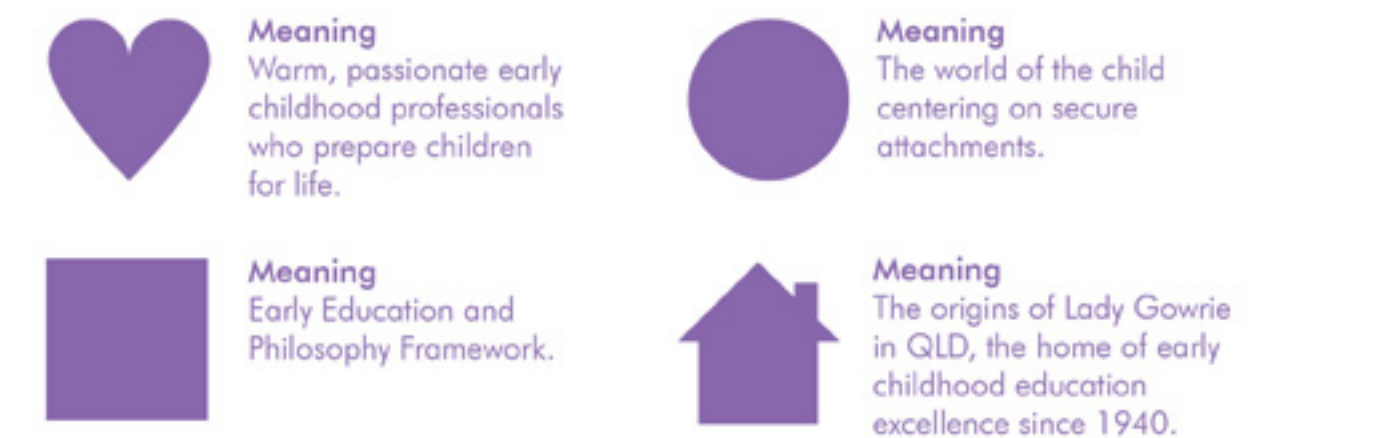 Meaning
Warm, passionate early
childhood professionals
who prepare children
for life.
Meaning
The world of the child
centering on secure
attachments.
Meaning
Early Education and
Philosophy Framework.
Meaning
The origins of Lady Gowrie
in QLD, the home of early
childhood education
excellence since 1940.